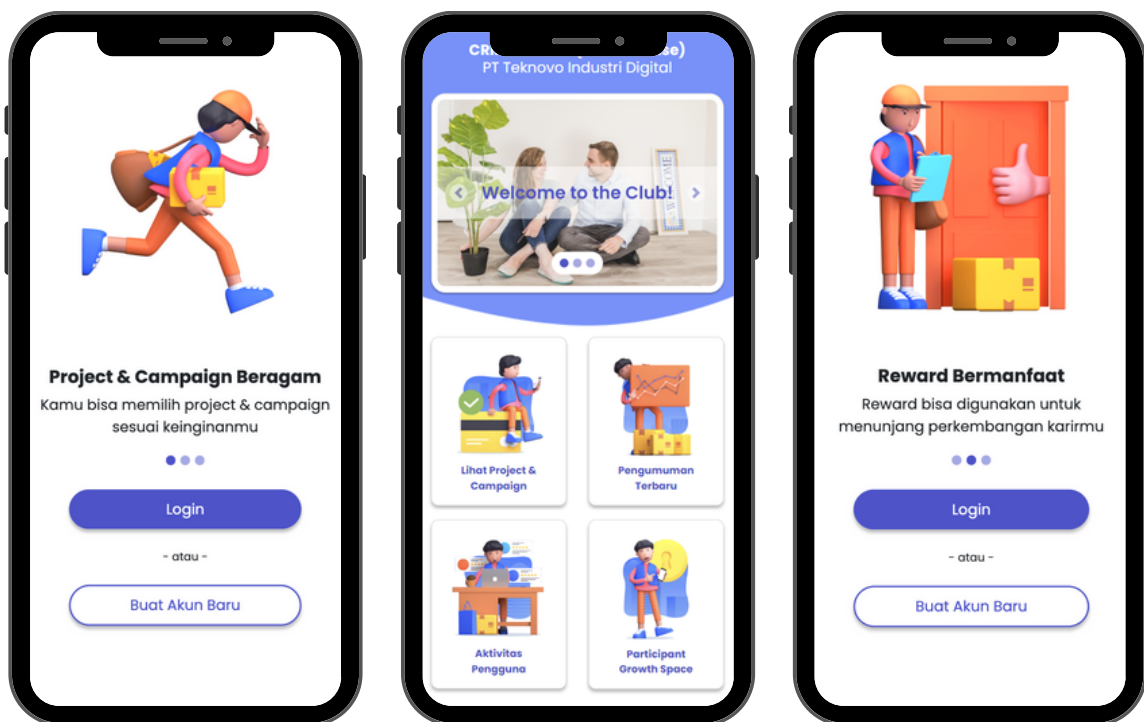 Project & Campaign Beragam
Kamu bisa memilih project & campaign
sesuai keinginanmu
Login
- atau -
Buat Akun Baru
PT Teknovo Industri Digital
WELCOME
Welcome to the Club!
Lihat Project &
Campaign
Pengumuman
Terbaru
Aktivitas
Pengguna
Participant
Growth Space
Reward Bermanfaat
Reward bisa digunakan untuk
menunjang perkembangan karirmu
Login
- atau -
Buat Akun Baru